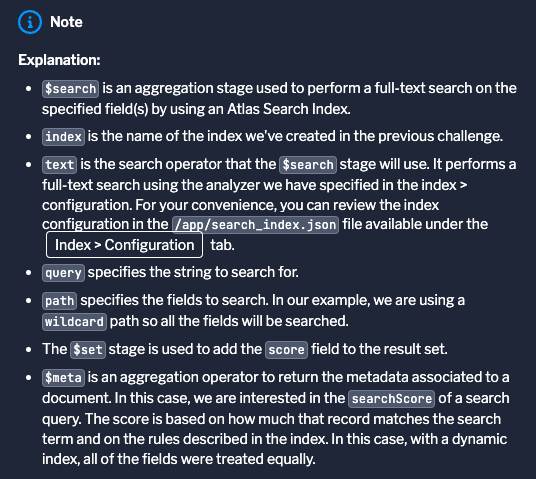 Note
Explanation:
• $search is an aggregation stage used to perform a full-text search on the
specified field(s) by using an Atlas Search Index.
• index is the name of the index we've created in the previous challenge.
• text is the search operator that the $search stage will use. It performs a
full-text search using the analyzer we have specified in the index >
configuration. For your convenience, you can review the index
configuration in the /app/search_index.json file available under the
Index > Configuration tab.
• query specifies the string to search for.
• path specifies the fields to search. In our example, we are using a
wildcard path so all the fields will be searched.
• The $set stage is used to add the score field to the result set.
• $meta is an aggregation operator to return the metadata associated to a
document. In this case, we are interested in the searchScore of a search
query. The score is based on how much that record matches the search
term and on the rules described in the index. In this case, with a dynamic
index, all of the fields were treated equally.